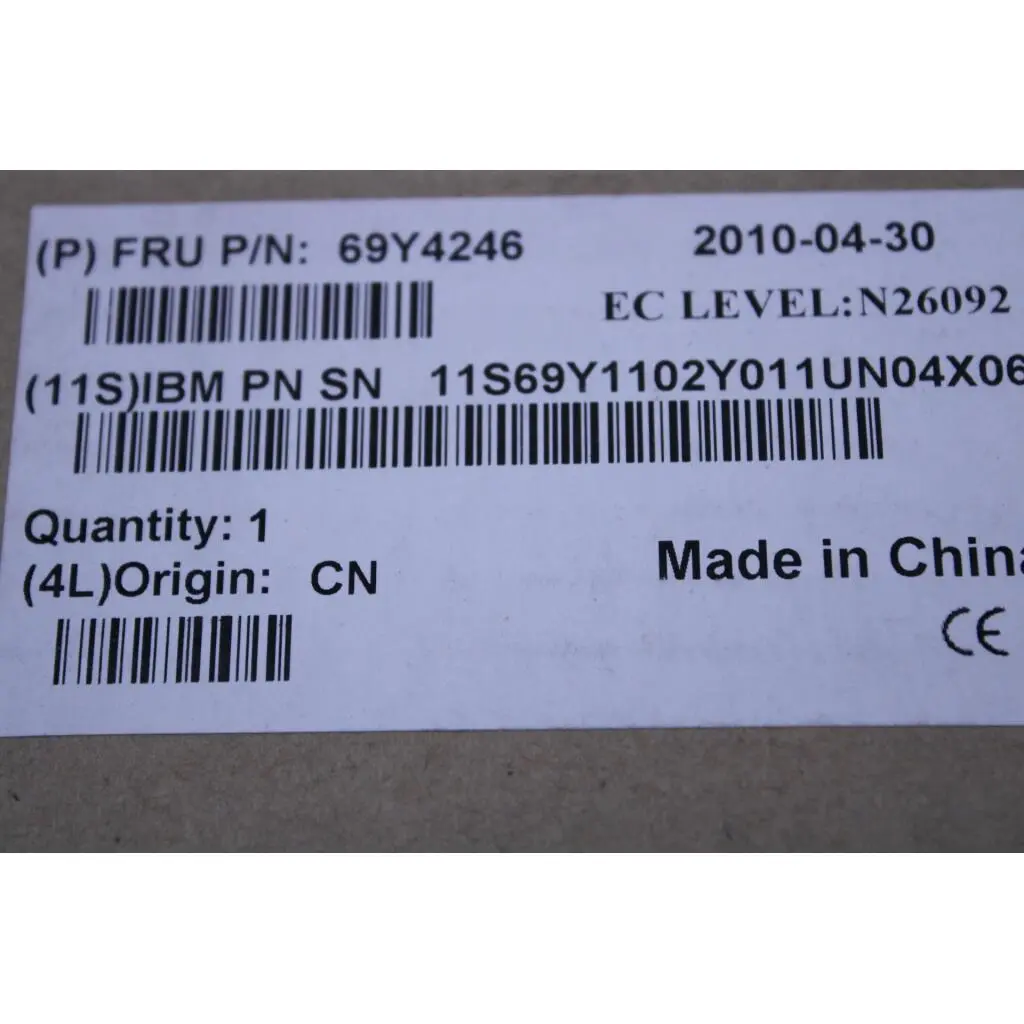 (P) FRU P/N: 69Y4246
2010-04-30
EC LEVEL:N26092
(11S)IBM PN SN 11S69Y1102Y011UN04X06
Quantity: 1
(4L)Origin: CN
Made in China
CE